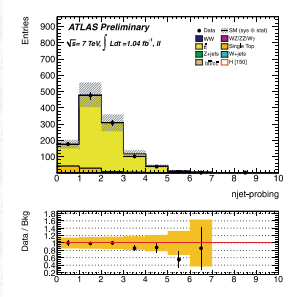 Entries
900
800
700
600
500
400
300
200
100
ATLAS Preliminary
√s= 7 TeV, ∫ Ldt =1.04 fb⁻¹, ll
Data
SM (sys ⊕ stat)
WW
WZ/ZZ/Wγ
Single Top
Z+jets
W+jets
H [150]
0 1 2 3 4 5 6 7 8 9 10
njet-probing
Data / Bkg
1.8
1.6
1.4
1.2
1.0
0.8
0.6
0.4
0.2
0 1 2 3 4 5 6 7 8 9 10